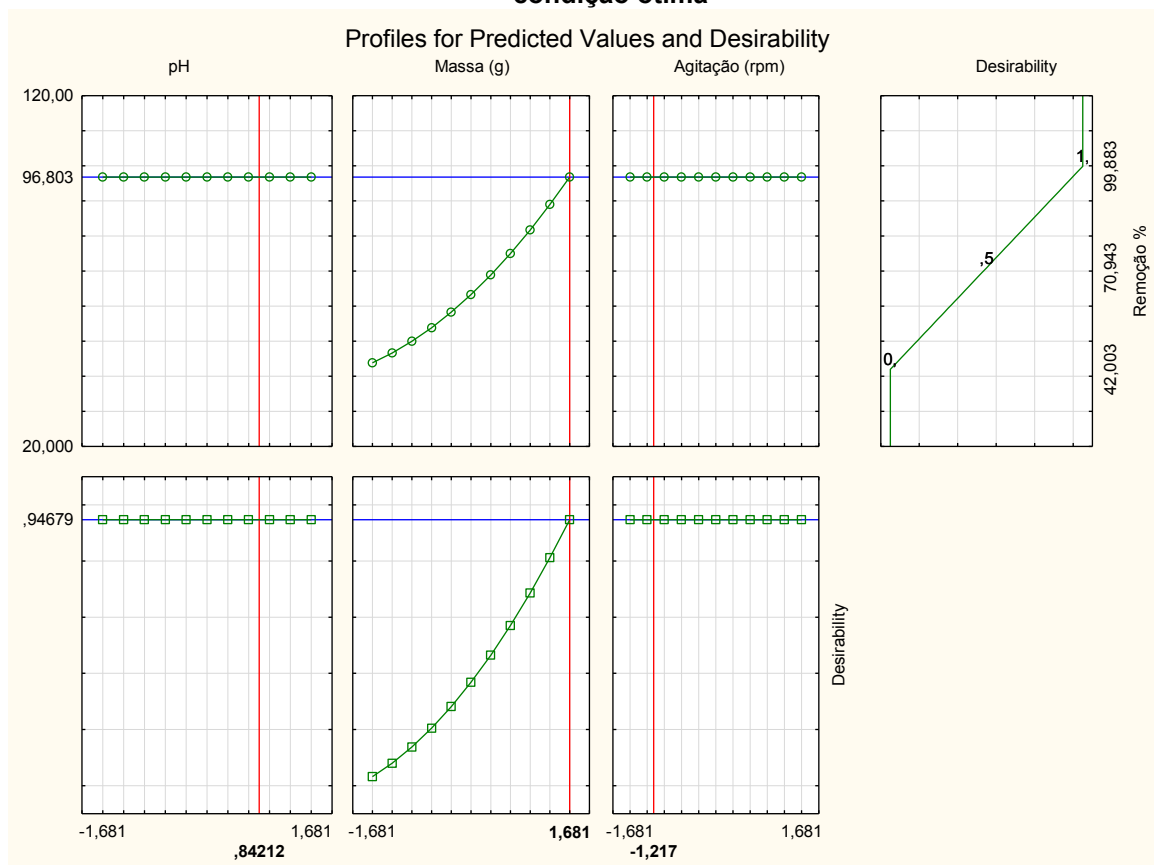 condição ótima
Profiles for Predicted Values and Desirability
pH Massa (g) Agitação (rpm) Desirability
120,00
96,803
20,000
1,
,5
0,
99,883
70,943
42,003
Remoção %
,94679
Desirability
-1,681 1,681 -1,681 1,681 -1,681 1,681
,84212 -1,217